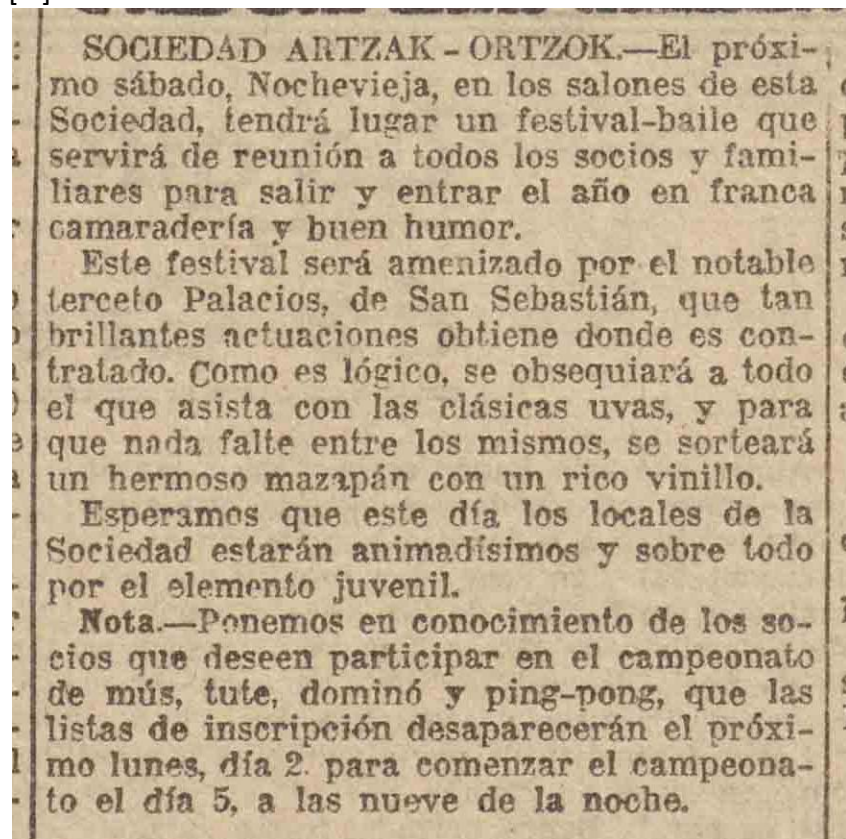 SOCIEDAD ARTZAK - ORTZOK.—El próxi-
mo sábado, Nochevieja, en los salones de esta
Sociedad, tendrá lugar un festival-baile que
servirá de reunión a todos los socios y fami-
liares para salir y entrar el año en franca
camaradería y buen humor.
Este festival será amenizado por el notable
terceto Palacios, de San Sebastián, que tan
brillantes actuaciones obtiene donde es con-
tratado. Como es lógico, se obsequiará a todo
el que asista con las clásicas uvas, y para
que nada falte entre los mismos, se sorteará
un hermoso mazapán con un rico vinillo.
Esperamos que este día los locales de la
Sociedad estarán animadísimos y sobre todo
por el elemento juvenil.
Nota.—Ponemos en conocimiento de los so-
cios que deseen participar en el campeonato
de mús, tute, dominó y ping-pong, que las
listas de inscripción desaparecerán el próxi-
mo lunes, día 2. para comenzar el campeona-
to el día 5, a las nueve de la noche.